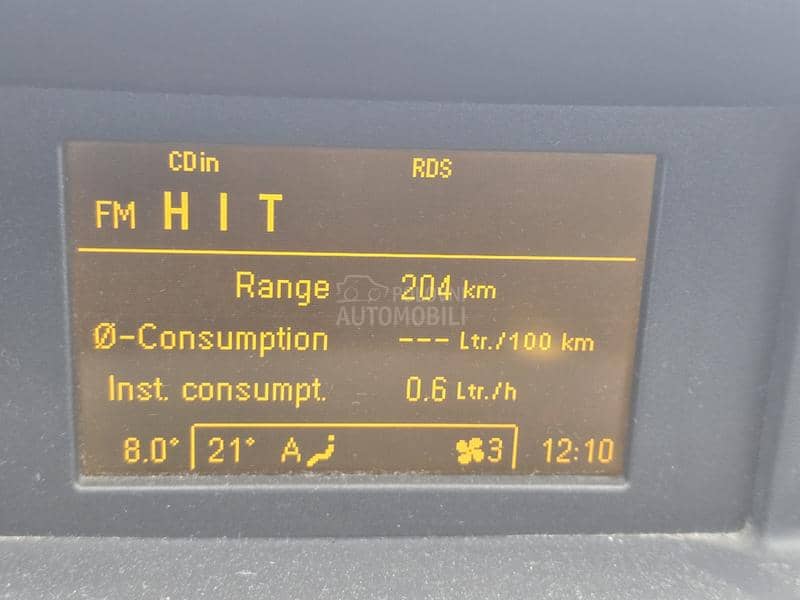 CDin RDS
FM H I T
Range 204 km
POLOVNI
AUTOMOBILI
Ø-Consumption --- Ltr./100 km
Inst. consumpt. 0.6 Ltr./h
8.0° 21° A 3 12:10